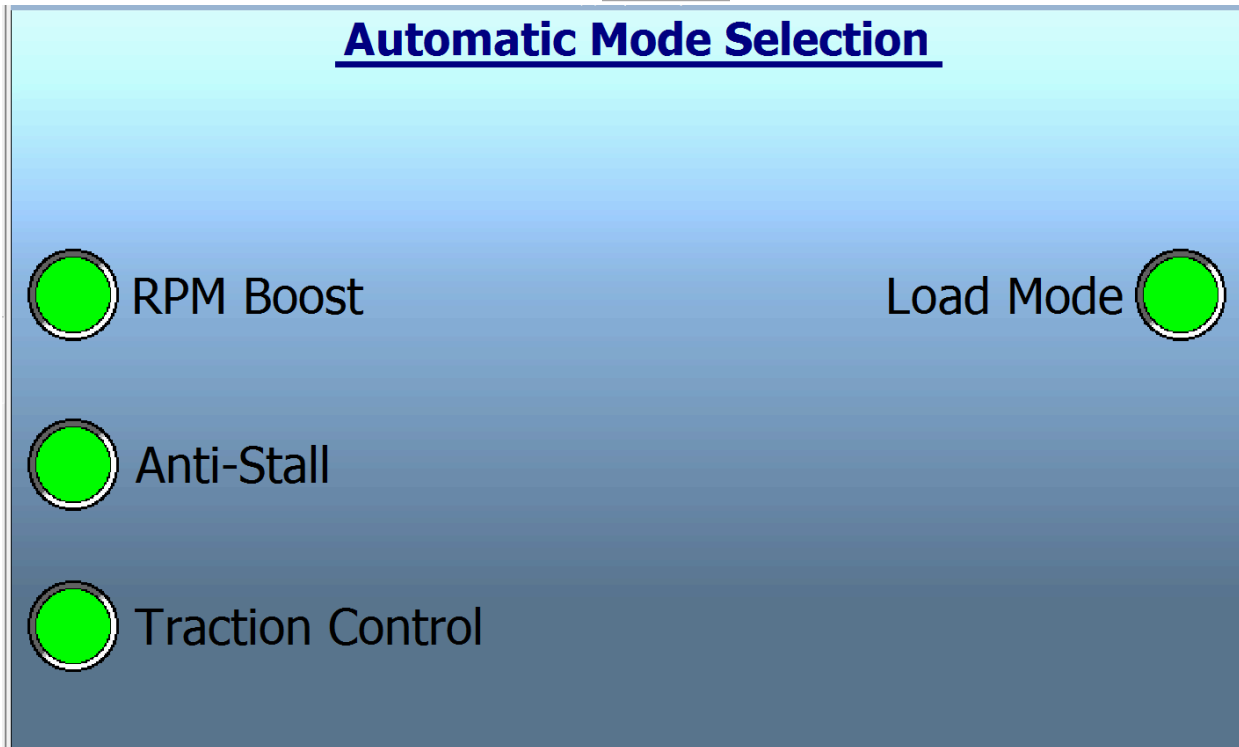 Automatic Mode Selection
RPM Boost
Load Mode
Anti-Stall
Traction Control